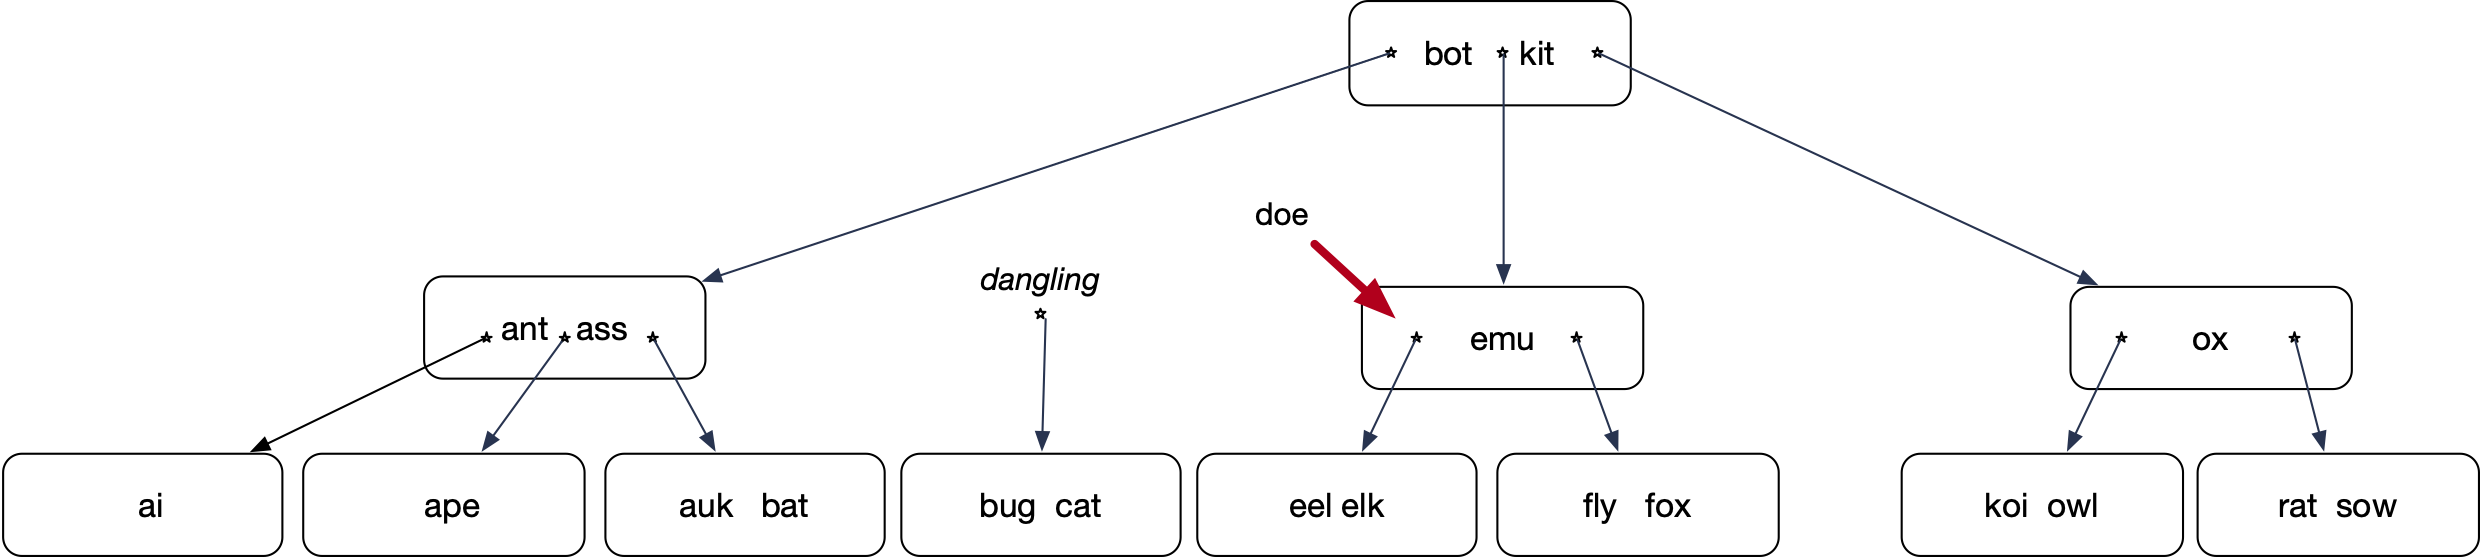 bot kit
doe
dangling
ant ass
emu
ox
ai
ape
auk bat
bug cat
eel elk
fly fox
koi owl
rat sow